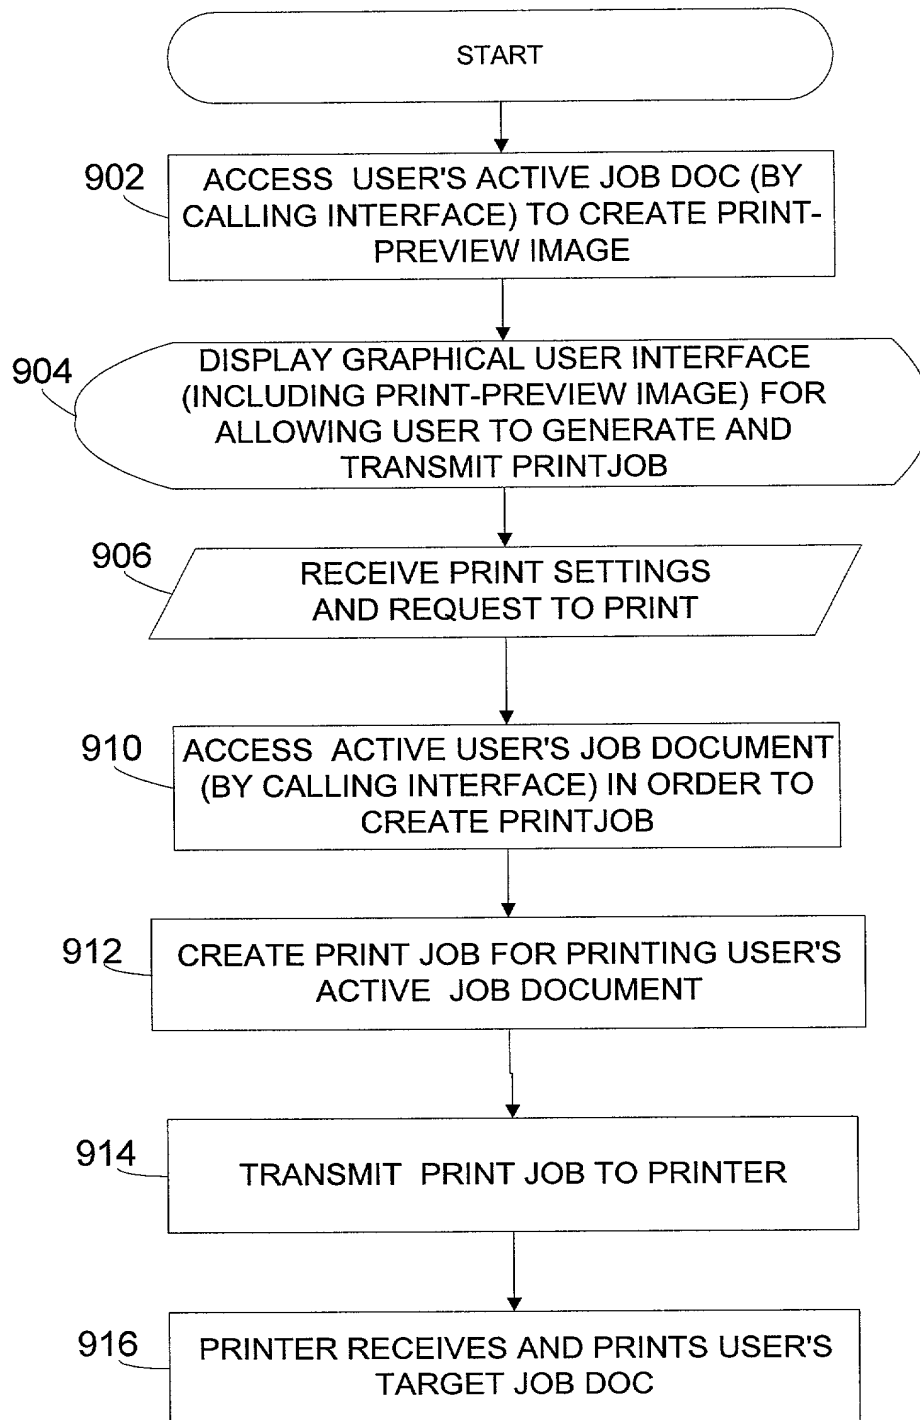 START
902
ACCESS USER'S ACTIVE JOB DOC (BY
CALLING INTERFACE) TO CREATE PRINT-
PREVIEW IMAGE
904
DISPLAY GRAPHICAL USER INTERFACE
(INCLUDING PRINT-PREVIEW IMAGE) FOR
ALLOWING USER TO GENERATE AND
TRANSMIT PRINTJOB
906
RECEIVE PRINT SETTINGS
AND REQUEST TO PRINT
910
ACCESS ACTIVE USER'S JOB DOCUMENT
(BY CALLING INTERFACE) IN ORDER TO
CREATE PRINTJOB
912
CREATE PRINT JOB FOR PRINTING USER'S
ACTIVE JOB DOCUMENT
914
TRANSMIT PRINT JOB TO PRINTER
916
PRINTER RECEIVES AND PRINTS USER'S
TARGET JOB DOC